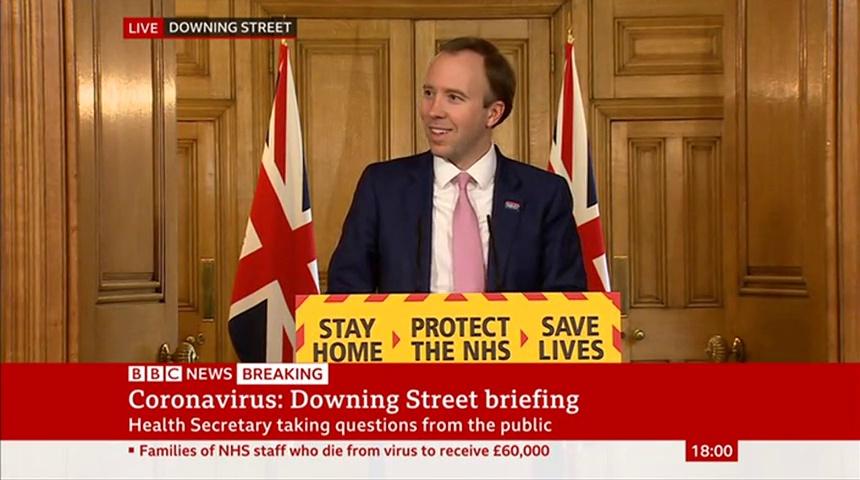 LIVE DOWNING STREET
STAY PROTECT SAVE
HOME THE NHS LIVES
BBC NEWS BREAKING
Coronavirus: Downing Street briefing
Health Secretary taking questions from the public
Families of NHS staff who die from virus to receive £60,000
18:00